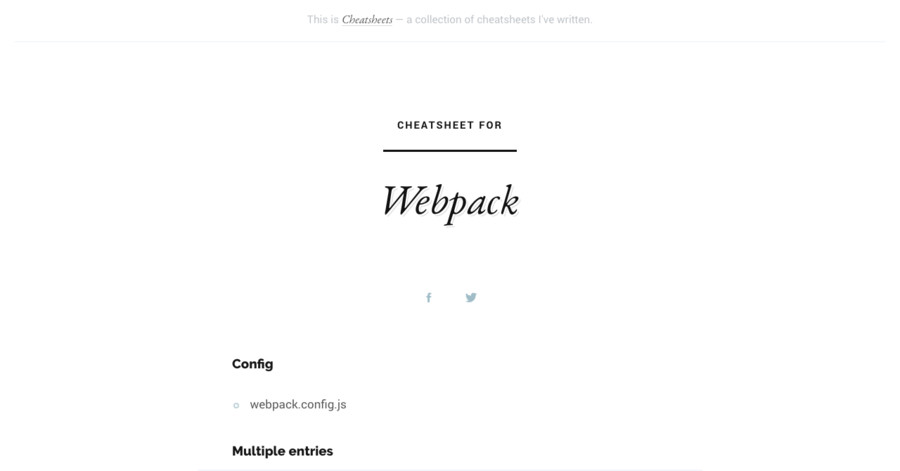 This is Cheatsheets — a collection of cheatsheets I've written.
CHEATSHEET FOR
Webpack
Config
webpack.config.js
Multiple entries